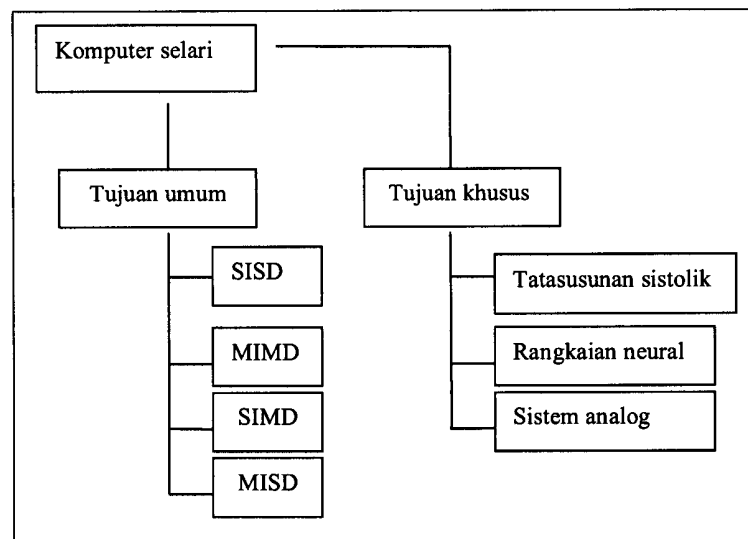 Komputer selari
Tujuan umum
Tujuan khusus
SISD
MIMD
SIMD
MISD
Tatasusunan sistolik
Rangkaian neural
Sistem analog